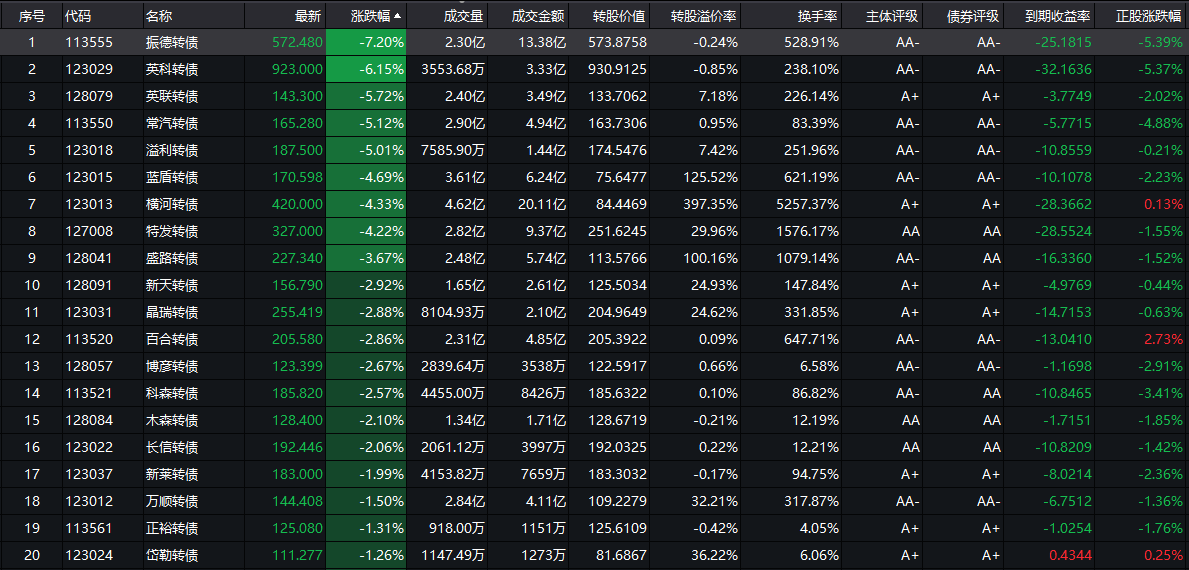 序号 代码 名称 最新 涨跌幅▲ 成交量 成交金额 转股价值 转股溢价率 换手率 主体评级 债券评级 到期收益率 正股涨跌幅
1 113555 振德转债 572.480 -7.20% 2.30亿 13.38亿 573.8758 -0.24% 528.91% AA- AA- -25.1815 -5.39%
2 123029 英科转债 923.000 -6.15% 3553.68万 3.33亿 930.9125 -0.85% 238.10% AA- AA- -32.1636 -5.37%
3 128079 英联转债 143.300 -5.72% 2.40亿 3.49亿 133.7062 7.18% 226.14% A+ A+ -3.7749 -2.02%
4 113550 常汽转债 165.280 -5.12% 2.90亿 4.94亿 163.7306 0.95% 83.39% AA- AA- -5.7715 -4.88%
5 123018 溢利转债 187.500 -5.01% 7585.90万 1.44亿 174.5476 7.42% 251.96% AA- AA- -10.8559 -0.21%
6 123015 蓝盾转债 170.598 -4.69% 3.61亿 6.24亿 75.6477 125.52% 621.19% AA- AA- -10.1078 -2.23%
7 123013 横河转债 420.000 -4.33% 4.62亿 20.11亿 84.4469 397.35% 5257.37% A+ A+ -28.3662 0.13%
8 127008 特发转债 327.000 -4.22% 2.82亿 9.37亿 251.6245 29.96% 1576.17% AA AA -28.5524 -1.55%
9 128041 盛路转债 227.340 -3.67% 2.48亿 5.74亿 113.5766 100.16% 1079.14% AA- AA -16.3360 -1.52%
10 128091 新天转债 156.790 -2.92% 1.65亿 2.61亿 125.5034 24.93% 147.84% A+ A+ -4.9769 -0.44%
11 123031 晶瑞转债 255.419 -2.88% 8104.93万 2.10亿 204.9649 24.62% 331.85% A+ A+ -14.7153 -0.63%
12 113520 百合转债 205.580 -2.86% 2.31亿 4.85亿 205.3922 0.09% 647.71% AA- AA- -13.0410 2.73%
13 128057 博彦转债 123.399 -2.67% 2839.64万 3538万 122.5917 0.66% 6.58% AA- AA- -1.1698 -2.91%
14 113521 科森转债 185.820 -2.57% 4455.00万 8426万 185.6322 0.10% 86.82% AA- AA -10.8465 -3.41%
15 128084 木森转债 128.400 -2.10% 1.34亿 1.71亿 128.6719 -0.21% 12.19% AA AA -1.7151 -1.85%
16 123022 长信转债 192.446 -2.06% 2061.12万 3997万 192.0325 0.22% 12.21% AA AA -10.8209 -1.42%
17 123037 新莱转债 183.000 -1.99% 4153.82万 7659万 183.3032 -0.17% 94.75% A+ A+ -8.0214 -2.36%
18 123012 万顺转债 144.408 -1.50% 2.84亿 4.11亿 109.2279 32.21% 317.87% AA- AA- -6.7512 -1.36%
19 113561 正裕转债 125.080 -1.31% 918.00万 1151万 125.6109 -0.42% 4.05% A+ A+ -1.0254 -1.76%
20 123024 岱勒转债 111.277 -1.26% 1147.49万 1273万 81.6867 36.22% 6.06% A+ A+ 0.4344 0.25%